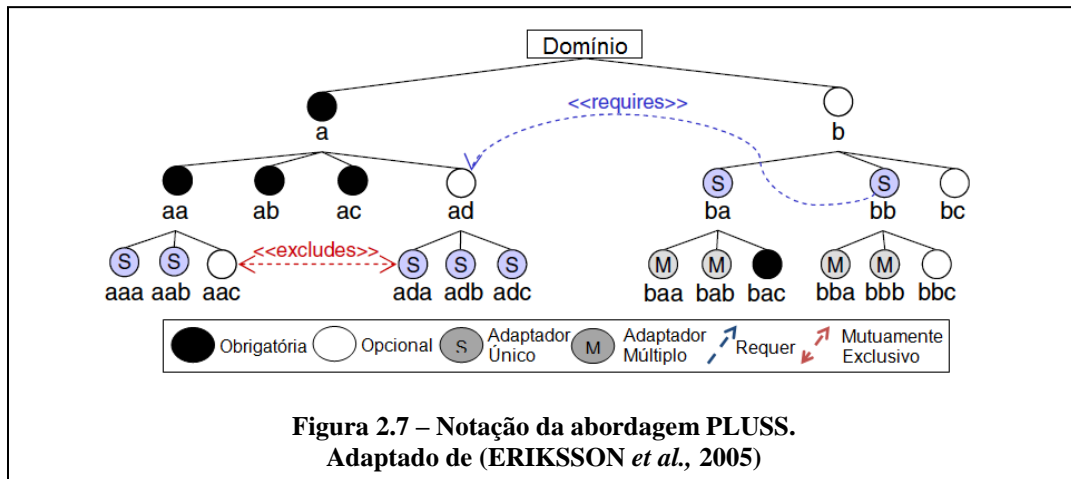 Domínio
<<requires>>
a
b
S
S
aa
ab
ac
ad
ba
bb
bc
<<excludes>>
S
S
S
S
S
M
M
M
M
aaa
aab
aac
ada
adb
adc
baa
bab
bac
bba
bbb
bbc
Obrigatória
Opcional
S
Adaptador
Único
M
Adaptador
Múltiplo
Requer
Mutuamente
Exclusivo
Figura 2.7 – Notação da abordagem PLUSS.
Adaptado de (ERIKSSON et al., 2005)